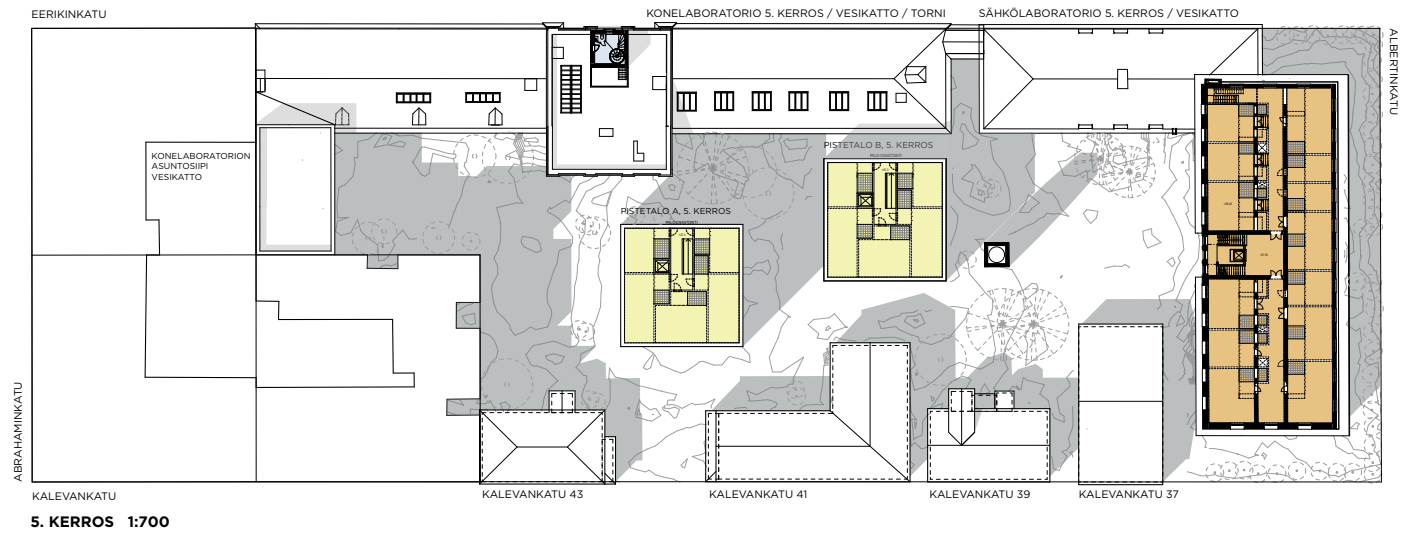 EERIKINKATU
KONELABORATORIO 5. KERROS / VESIKATTO / TORNI
SÄHKÖLABORATORIO 5. KERROS / VESIKATTO
ALBERTINKATU
KONELABORATORION
ASUNTOSIIPI
VESIKATTO
PISTETALO B, 5. KERROS
PISTETALO A, 5. KERROS
ABRAHAMINKATU
KALEVANKATU
KALEVANKATU 43
KALEVANKATU 41
KALEVANKATU 39
KALEVANKATU 37
5. KERROS 1:700